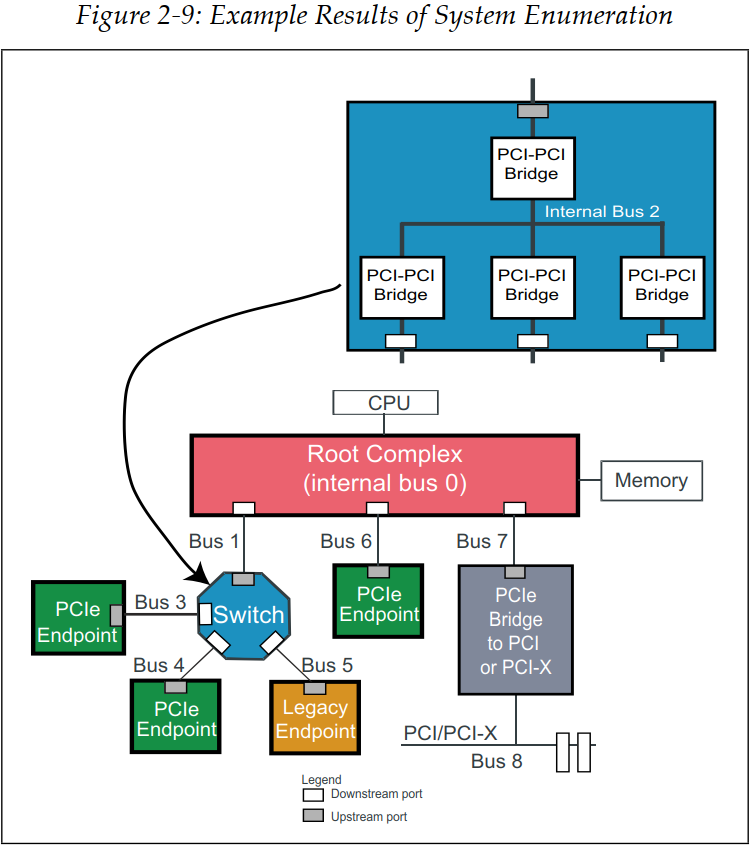 Figure 2-9: Example Results of System Enumeration
PCI-PCI
Bridge
Internal Bus 2
PCI-PCI
Bridge
PCI-PCI
Bridge
PCI-PCI
Bridge
CPU
Root Complex
(internal bus 0)
Memory
Bus 1
Bus 6
Bus 7
PCIe
Endpoint
Bus 3
Switch
PCIe
Endpoint
PCIe
Bridge
to PCI
or PCI-X
Bus 4
Bus 5
PCIe
Endpoint
Legacy
Endpoint
PCI/PCI-X
Bus 8
Legend
Downstream port
Upstream port